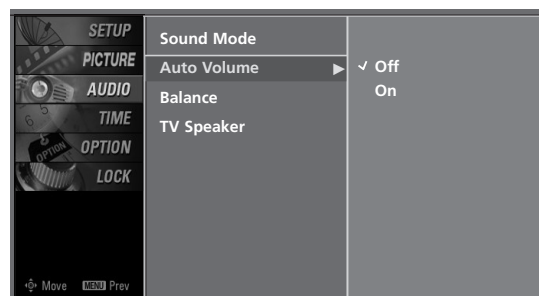 SETUP
PICTURE
AUDIO
TIME
OPTION
LOCK
Move MENU Prev
Sound Mode
Auto Volume
Balance
TV Speaker
Off
On